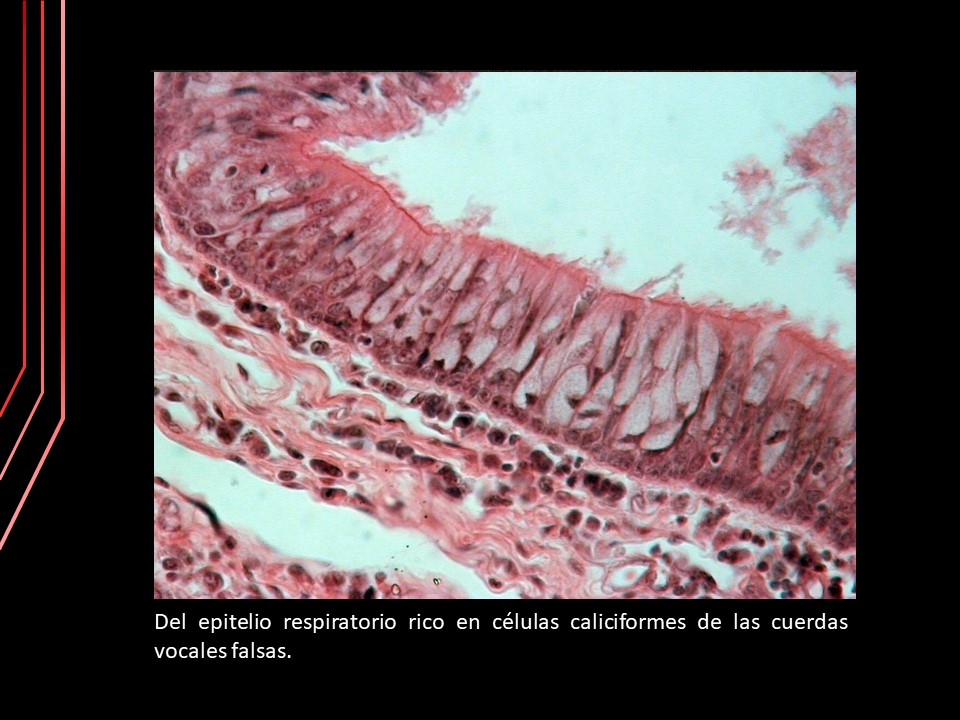 Del epitelio respiratorio rico en células caliciformes de las cuerdas
vocales falsas.